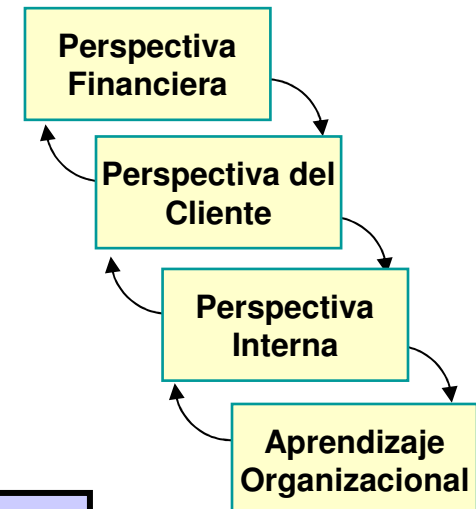 Perspectiva
Financiera
Perspectiva del
Cliente
Perspectiva
Interna
Aprendizaje
Organizacional